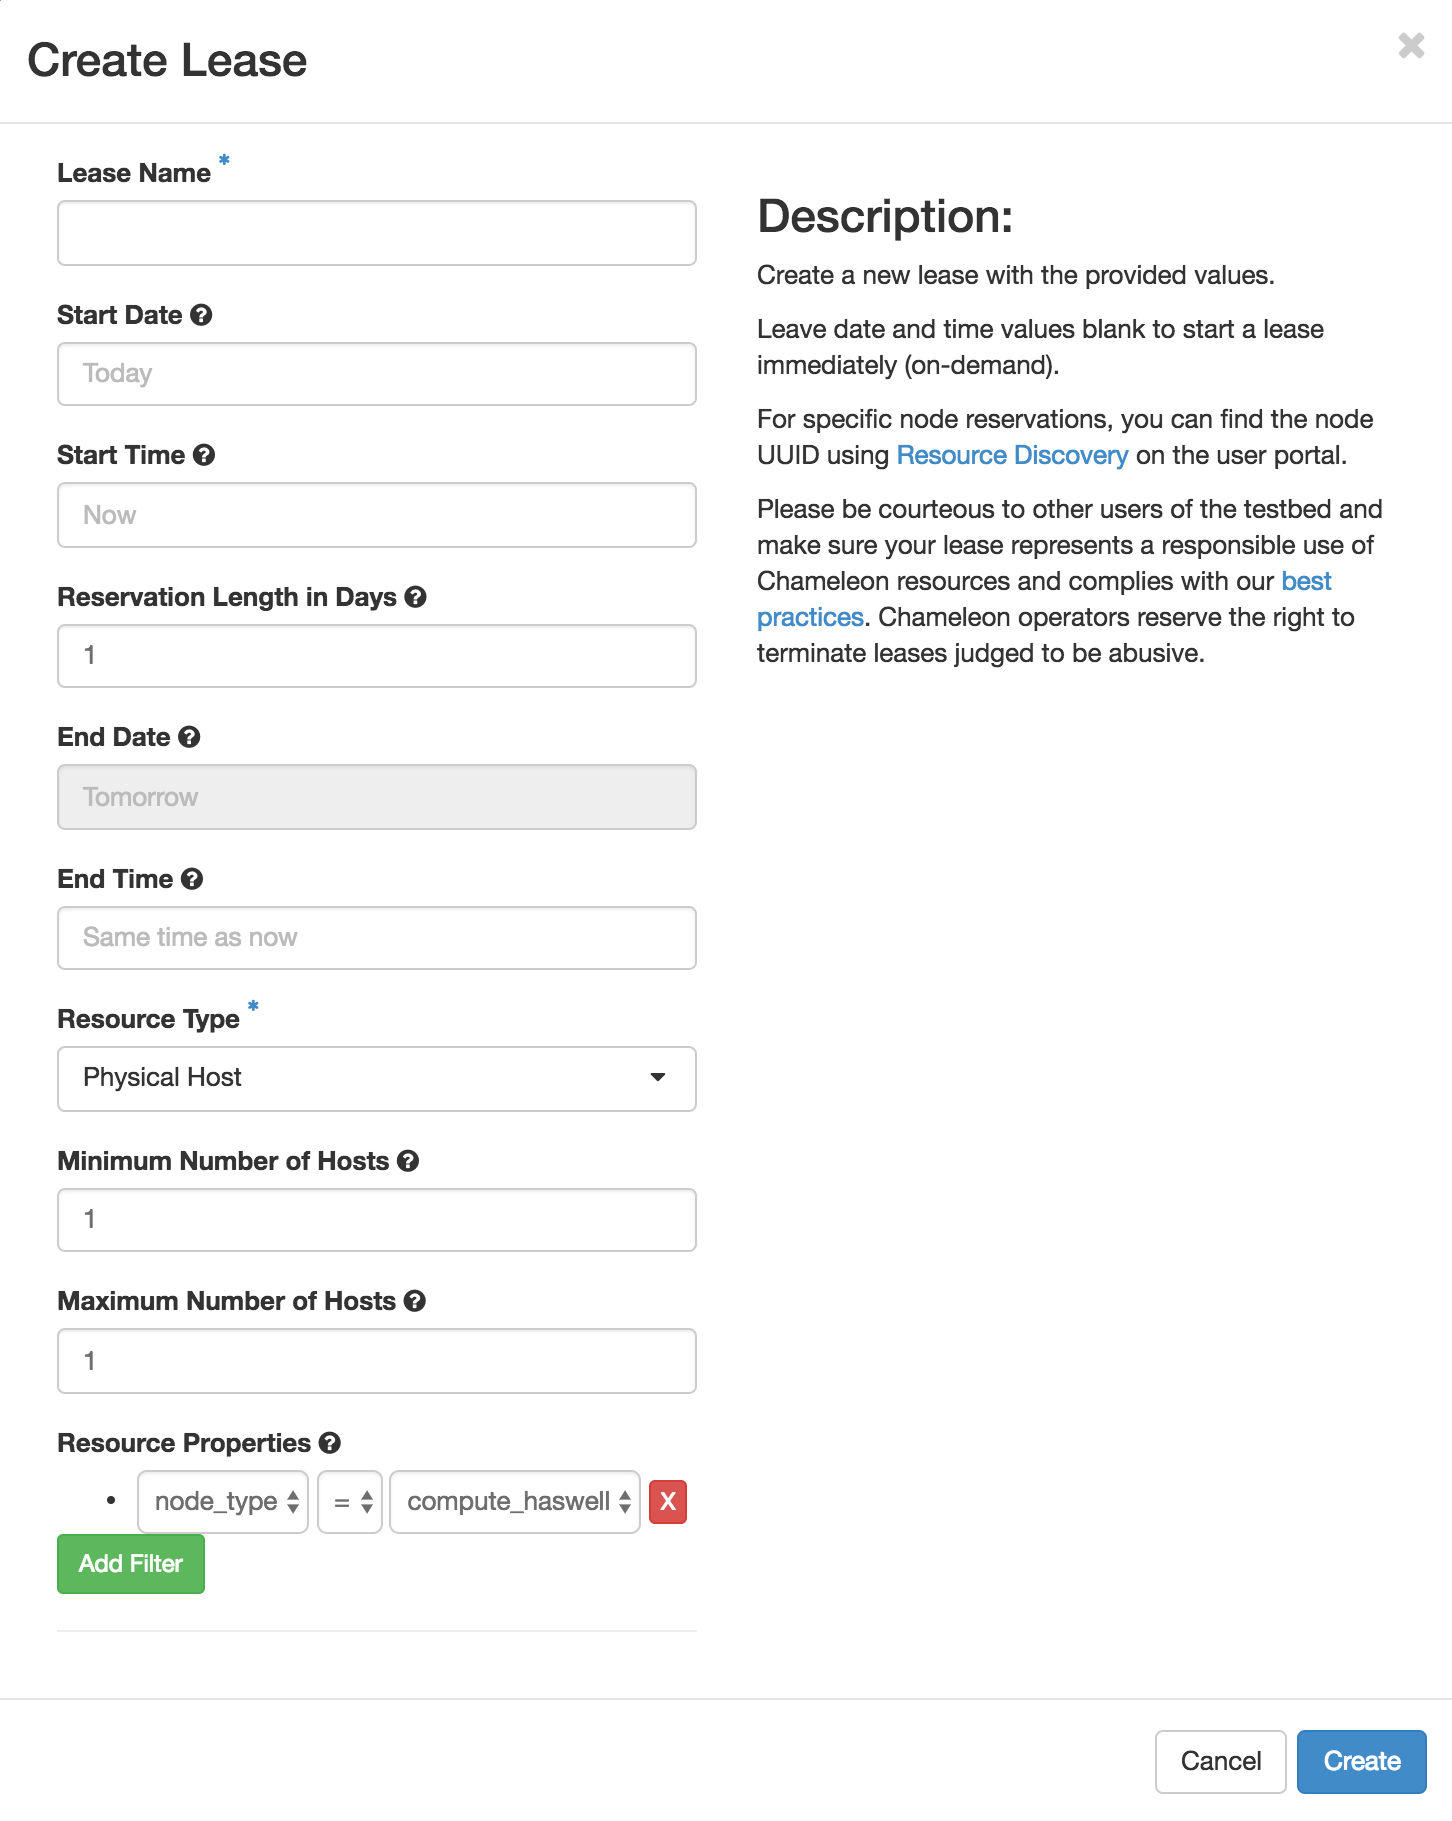 Create Lease
Lease Name *
Start Date
Today
Start Time
Now
Reservation Length in Days
1
End Date
Tomorrow
End Time
Same time as now
Resource Type *
Physical Host
Minimum Number of Hosts
1
Maximum Number of Hosts
1
Resource Properties
• node_type = compute_haswell X
Add Filter
Description:
Create a new lease with the provided values.
Leave date and time values blank to start a lease
immediately (on-demand).
For specific node reservations, you can find the node
UUID using Resource Discovery on the user portal.
Please be courteous to other users of the testbed and
make sure your lease represents a responsible use of
Chameleon resources and complies with our best
practices. Chameleon operators reserve the right to
terminate leases judged to be abusive.
Cancel
Create